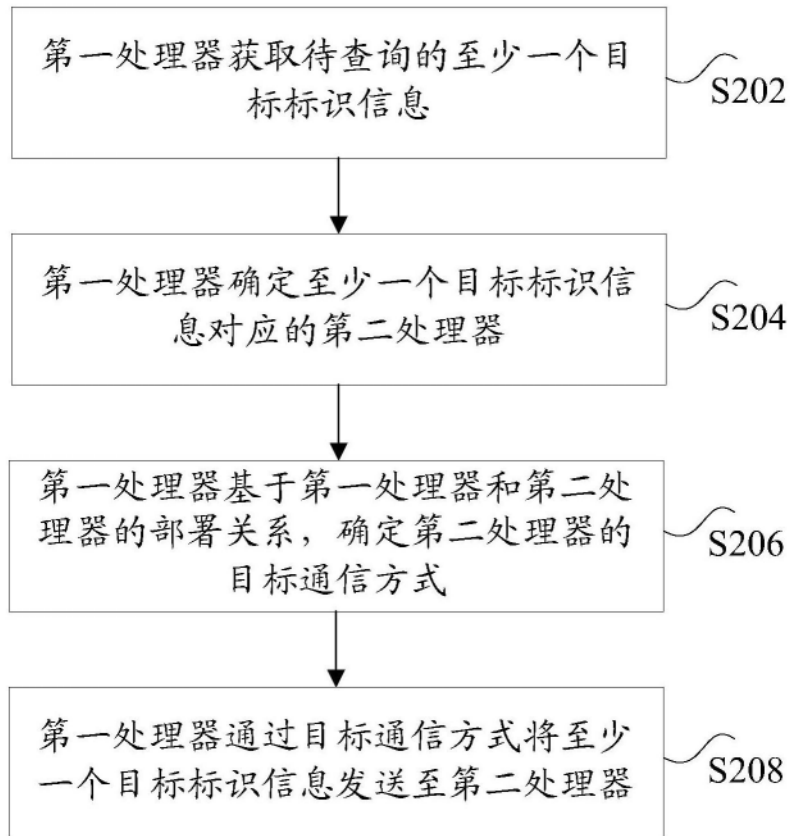 第一处理器获取待查询的至少一个目
标标识信息
S202
第一处理器确定至少一个目标标识信
息对应的第二处理器
S204
第一处理器基于第一处理器和第二处
理器的部署关系，确定第二处理器的
目标通信方式
S206
第一处理器通过目标通信方式将至少
一个目标标识信息发送至第二处理器
S208